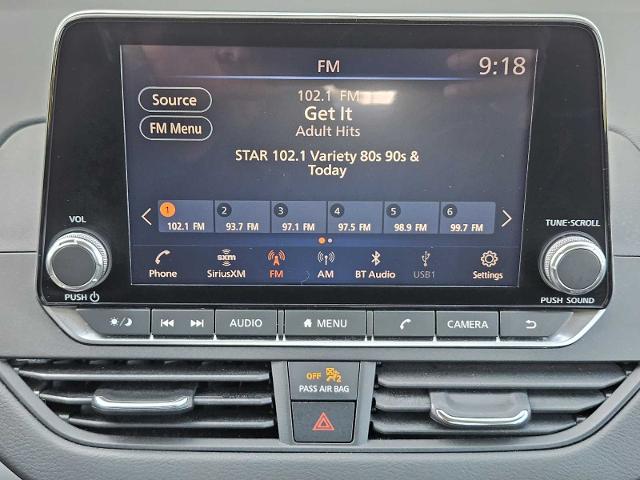 FM
9:18
Source
FM Menu
102.1 FM
Get It
Adult Hits
STAR 102.1 Variety 80s 90s &
Today
1 2 3 4 5 6
102.1 FM 93.7 FM 97.1 FM 97.5 FM 98.9 FM 99.7 FM
VOL
PUSH
TUNE·SCROLL
PUSH SOUND
sxm
Phone SiriusXM FM AM BT Audio USB1 Settings
AUDIO MENU CAMERA
OFF 2
PASS AIR BAG